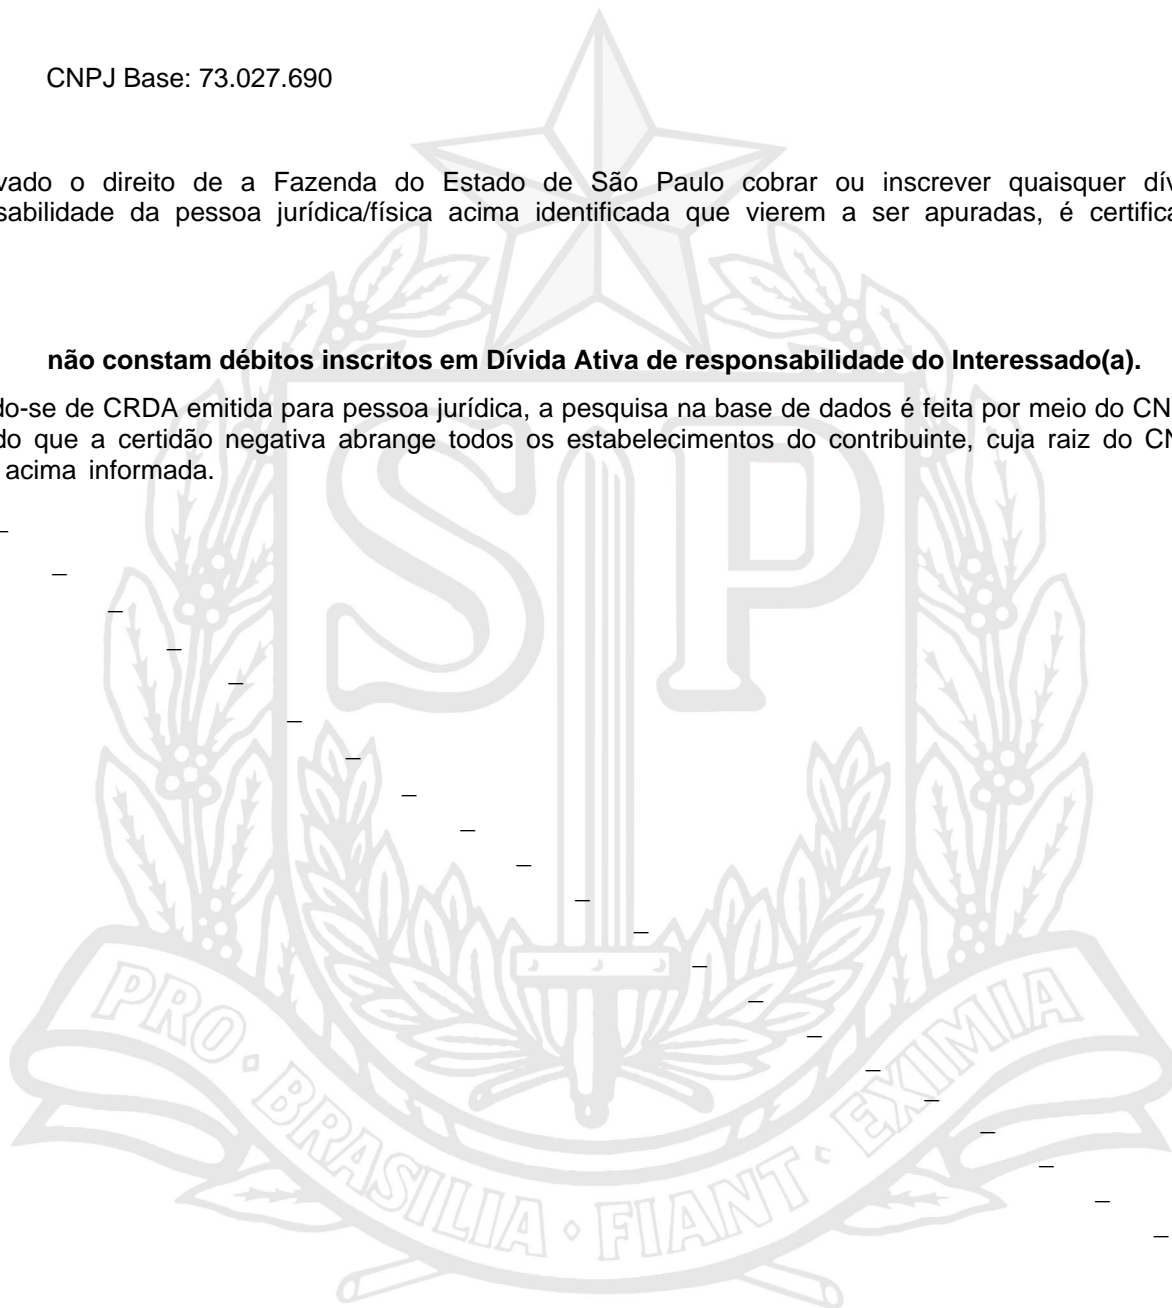 CNPJ Base: 73.027.690
vado o direito de a Fazenda do Estado de São Paulo cobrar ou inscrever quaisquer dív
sabilidade da pessoa jurídica/física acima identificada que vierem a ser apuradas, é certifica
não constam débitos inscritos em Dívida Ativa de responsabilidade do Interessado(a).
do-se de CRDA emitida para pessoa jurídica, a pesquisa na base de dados é feita por meio do CN
do que a certidão negativa abrange todos os estabelecimentos do contribuinte, cuja raiz do CN
acima informada.
SP
PRO • BRASILIA • FIANT • EXIMIA